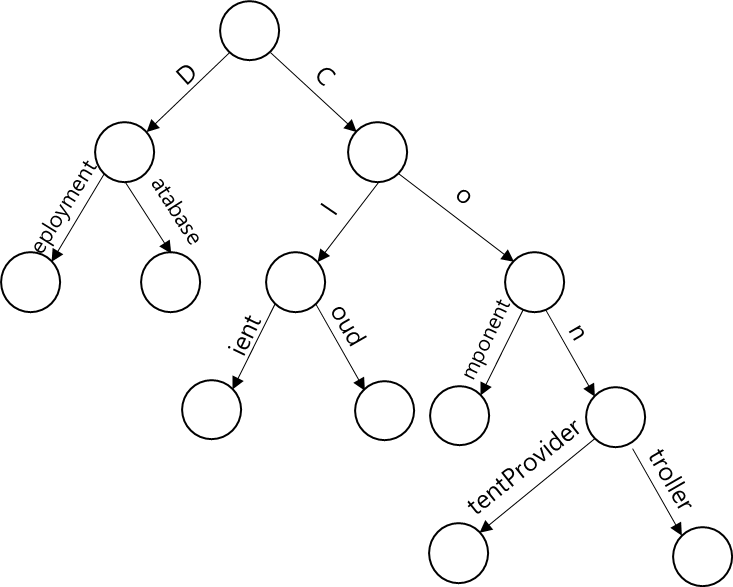 D
C
eployment
atabase
l
o
ient
oud
mponent
n
tentProvider
troller